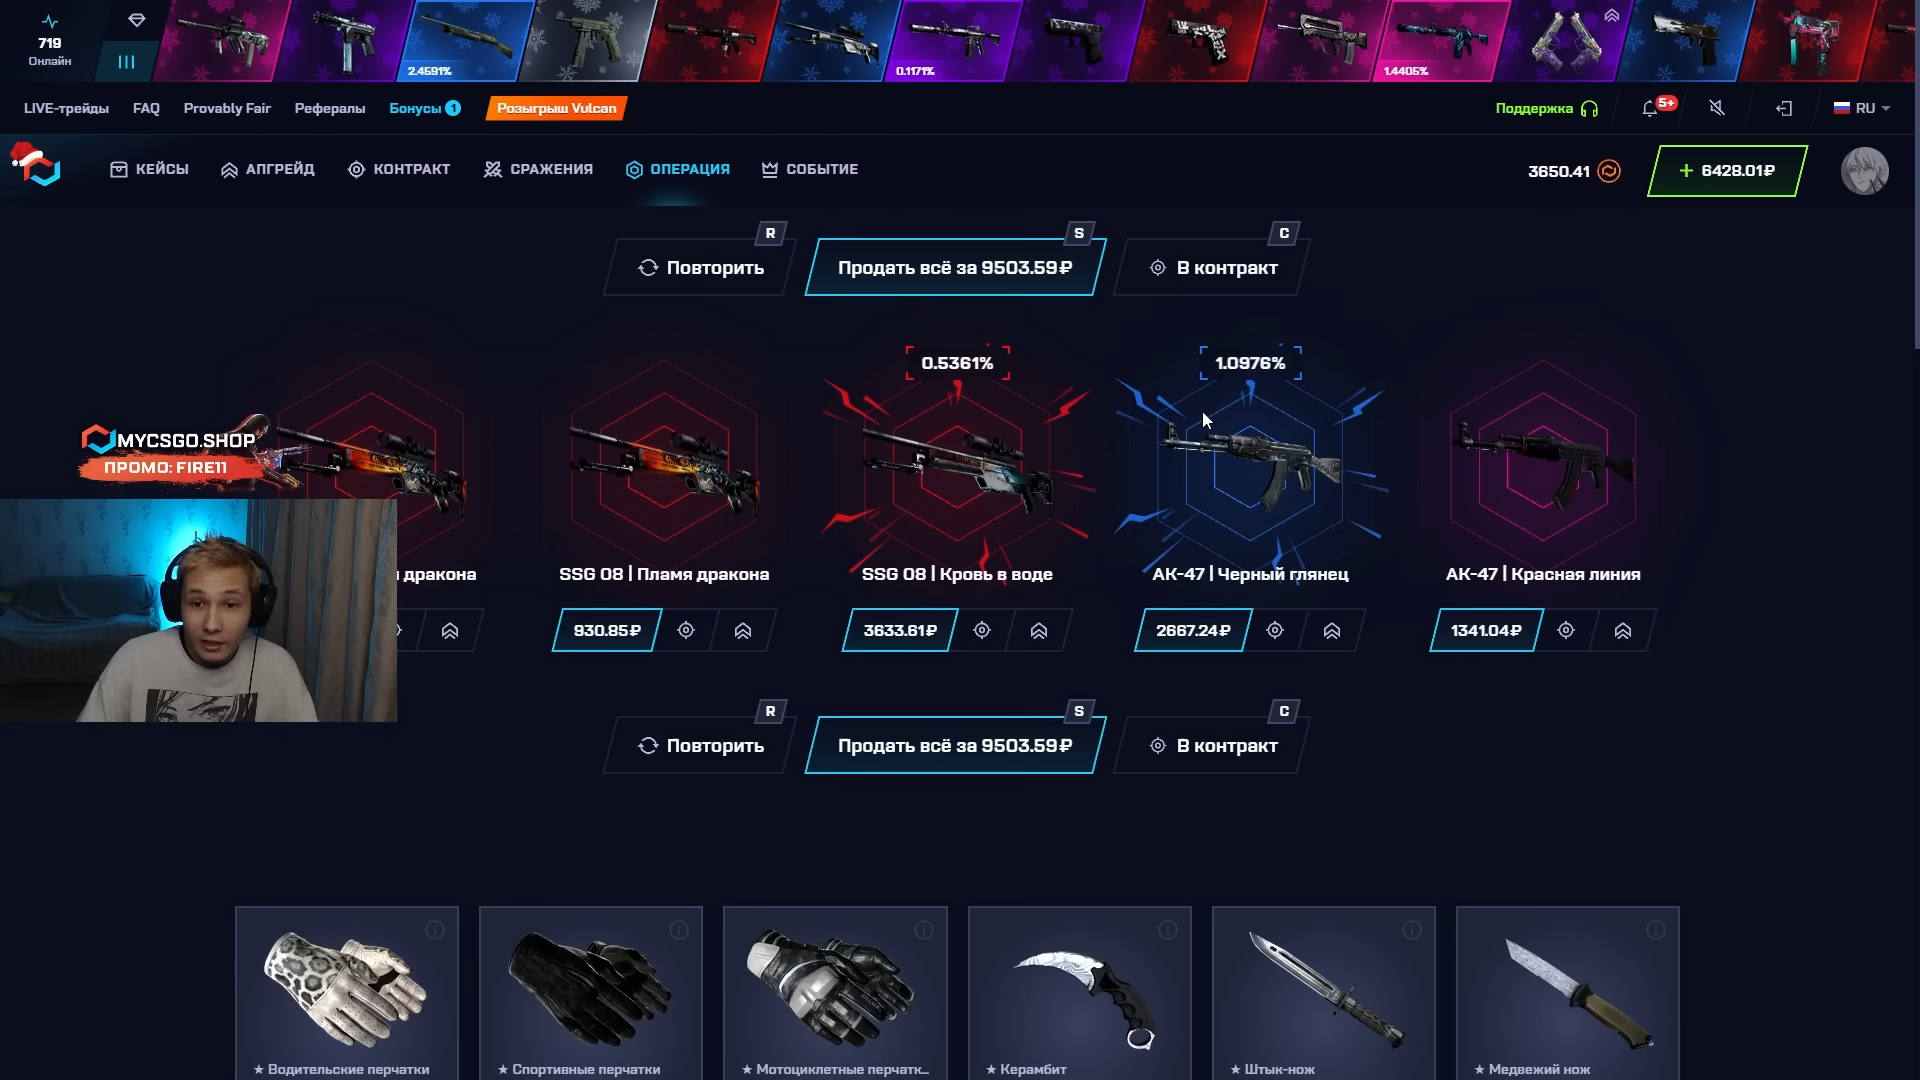 719
Онлайн
2.4591%
0.1171%
1.4405%
LIVE-трейды
FAQ
Provably Fair
Рефералы
Бонусы 1
Розыгрыш Vulcan
Поддержка
5+
RU
КЕЙСЫ
АПГРЕЙД
КОНТРАКТ
СРАЖЕНИЯ
ОПЕРАЦИЯ
СОБЫТИЕ
3650.41
+ 6428.01₽
R
S
C
Повторить
Продать всё за 9503.59₽
В контракт
0.5361%
1.0976%
MYCSGO.SHOP
ПРОМО: FIRE11
дракона
SSG 08 | Пламя дракона
SSG 08 | Кровь в воде
AK-47 | Черный глянец
AK-47 | Красная линия
930.85₽
3633.61₽
2667.24₽
1341.04₽
R
S
C
Повторить
Продать всё за 9503.59₽
В контракт
★ Водительские перчатки
★ Спортивные перчатки
★ Мотоциклетные перчатк...
★ Керамбит
★ Штык-нож
★ Медвежий нож